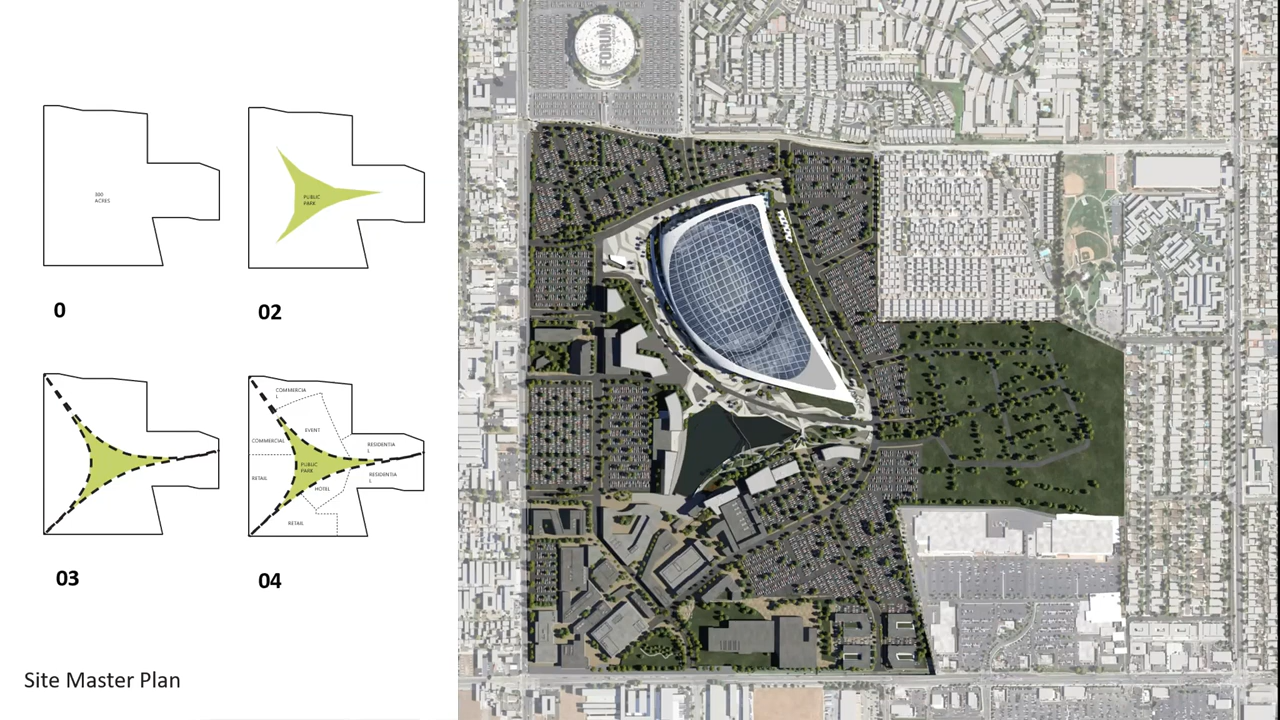 300
ACRES
PUBLIC
PARK
0
02
COMMERCIA
L
EVENT
COMMERCIAL
RESIDENTIA
L
PUBLIC
PARK
RETAIL
RESIDENTIA
L
HOTEL
RETAIL
03
04
Site Master Plan
FORUM